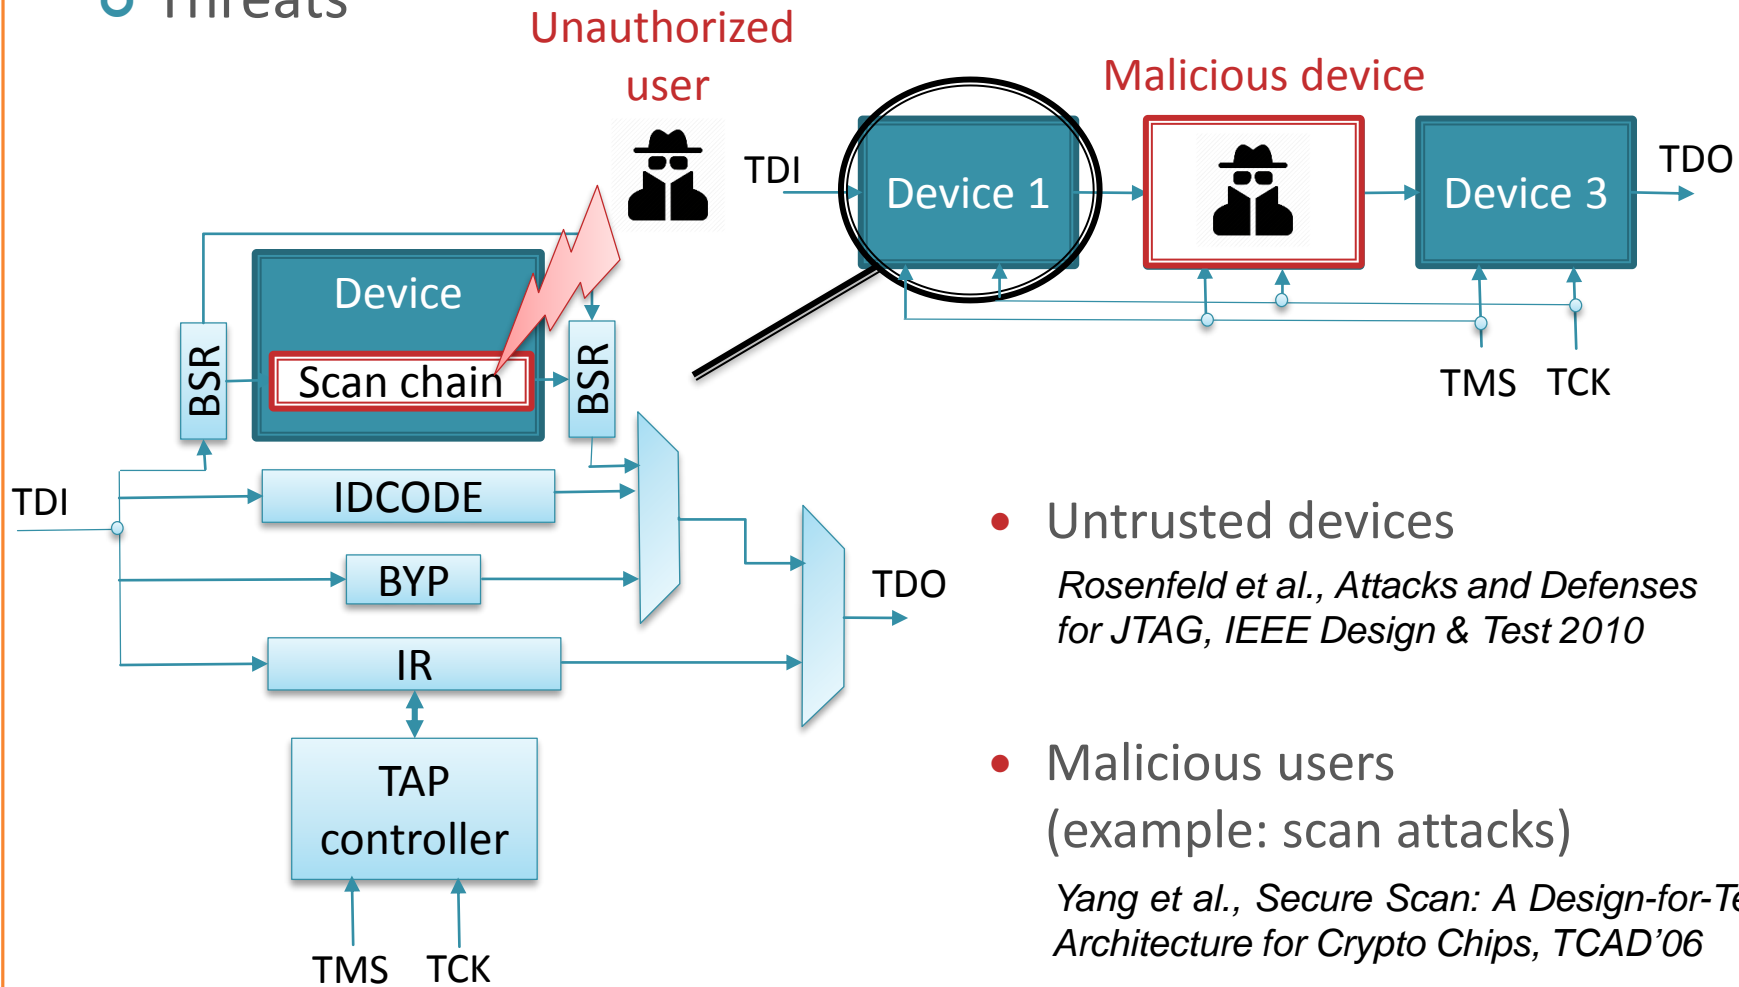 Threats
Unauthorized
user
Malicious device
TDI
Device 1
Device 3
TDO
TMS TCK
Device
Scan chain
BSR
BSR
TDI
IDCODE
BYP
IR
TDO
TAP
controller
TMS TCK
• Untrusted devices
Rosenfeld et al., Attacks and Defenses
for JTAG, IEEE Design & Test 2010
• Malicious users
(example: scan attacks)
Yang et al., Secure Scan: A Design-for-Te
Architecture for Crypto Chips, TCAD’06